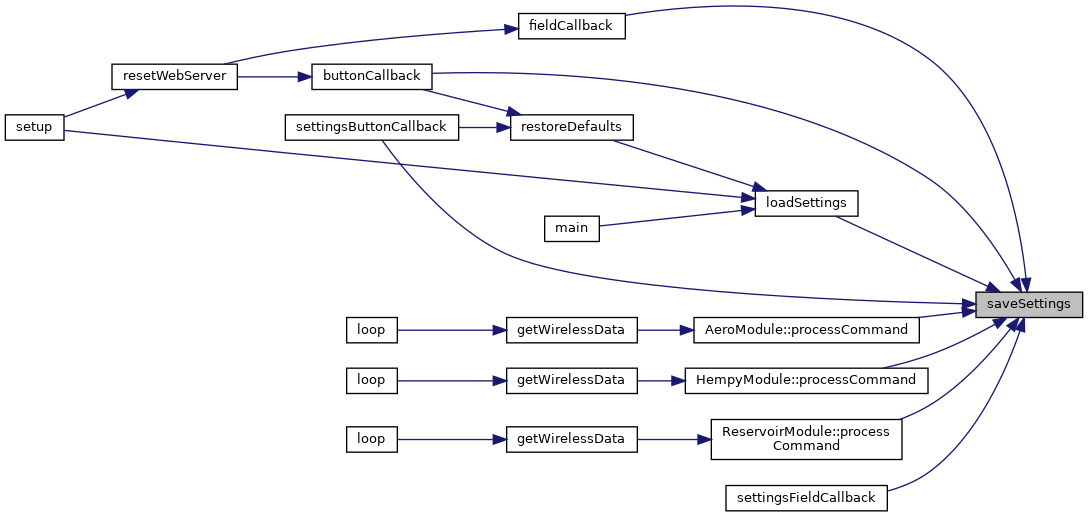 fieldCallback
resetWebServer
buttonCallback
setup
settingsButtonCallback
restoreDefaults
loadSettings
main
saveSettings
loop
getWirelessData
AeroModule::processCommand
loop
getWirelessData
HempyModule::processCommand
loop
getWirelessData
ReservoirModule::process
Command
settingsFieldCallback